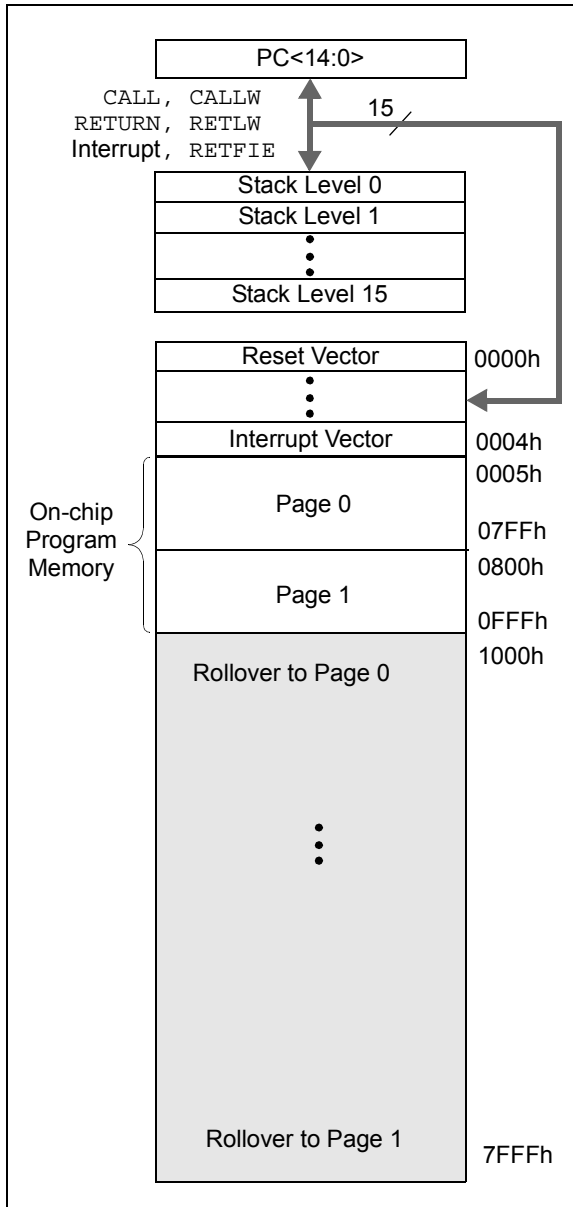 PC<14:0>
CALL, CALLW
RETURN, RETLW
Interrupt, RETFIE
15
Stack Level 0
Stack Level 1
Stack Level 15
Reset Vector
0000h
Interrupt Vector
0004h
0005h
On-chip
Program
Memory
Page 0
07FFh
0800h
Page 1
0FFFh
1000h
Rollover to Page 0
Rollover to Page 1
7FFFh